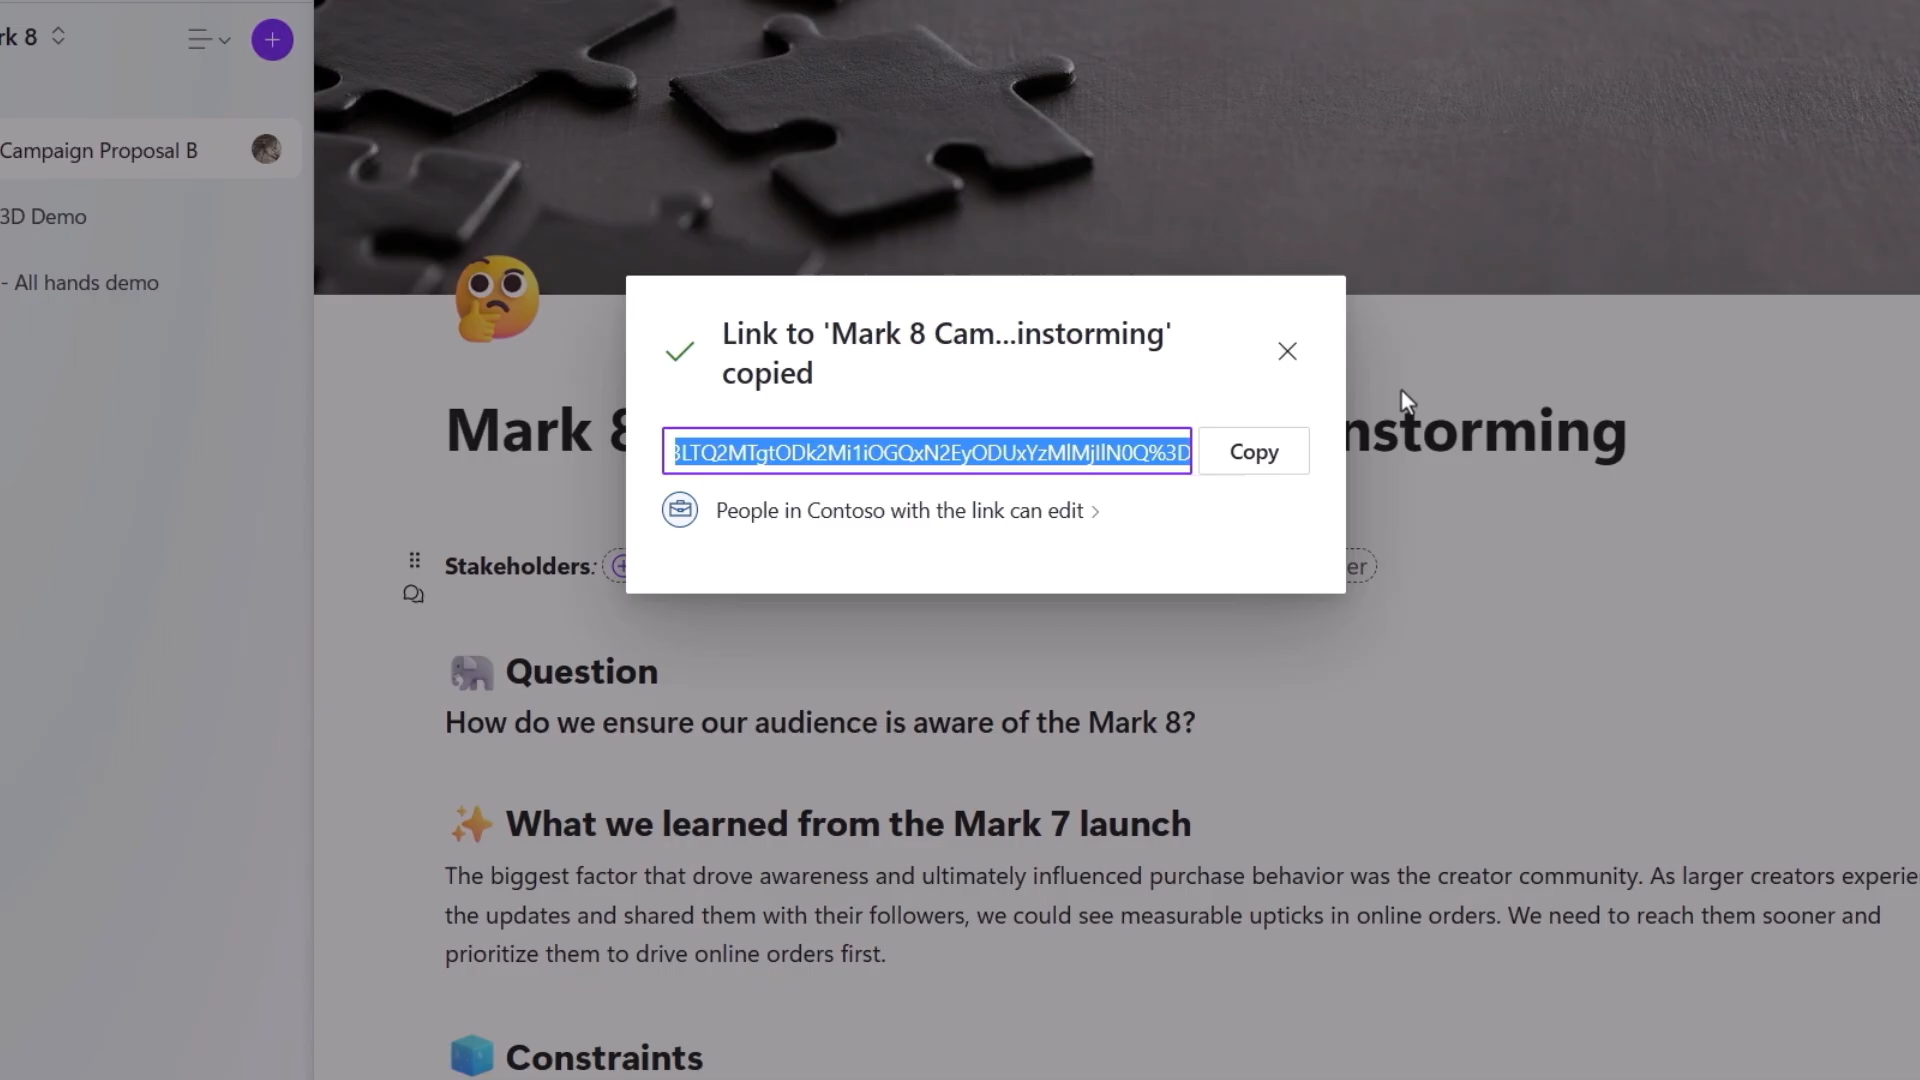 rk 8
Campaign Proposal B
3D Demo
- All hands demo
Link to 'Mark 8 Cam...instorming'
copied
LTQ2MTgtODk2Mi1iOGQxN2EyODUxYzMlMjIlN0Q%3D
Copy
People in Contoso with the link can edit
Mark 8 nstorming
Stakeholders: er
Question
How do we ensure our audience is aware of the Mark 8?
What we learned from the Mark 7 launch
The biggest factor that drove awareness and ultimately influenced purchase behavior was the creator community. As larger creators experie
the updates and shared them with their followers, we could see measurable upticks in online orders. We need to reach them sooner and
prioritize them to drive online orders first.
Constraints